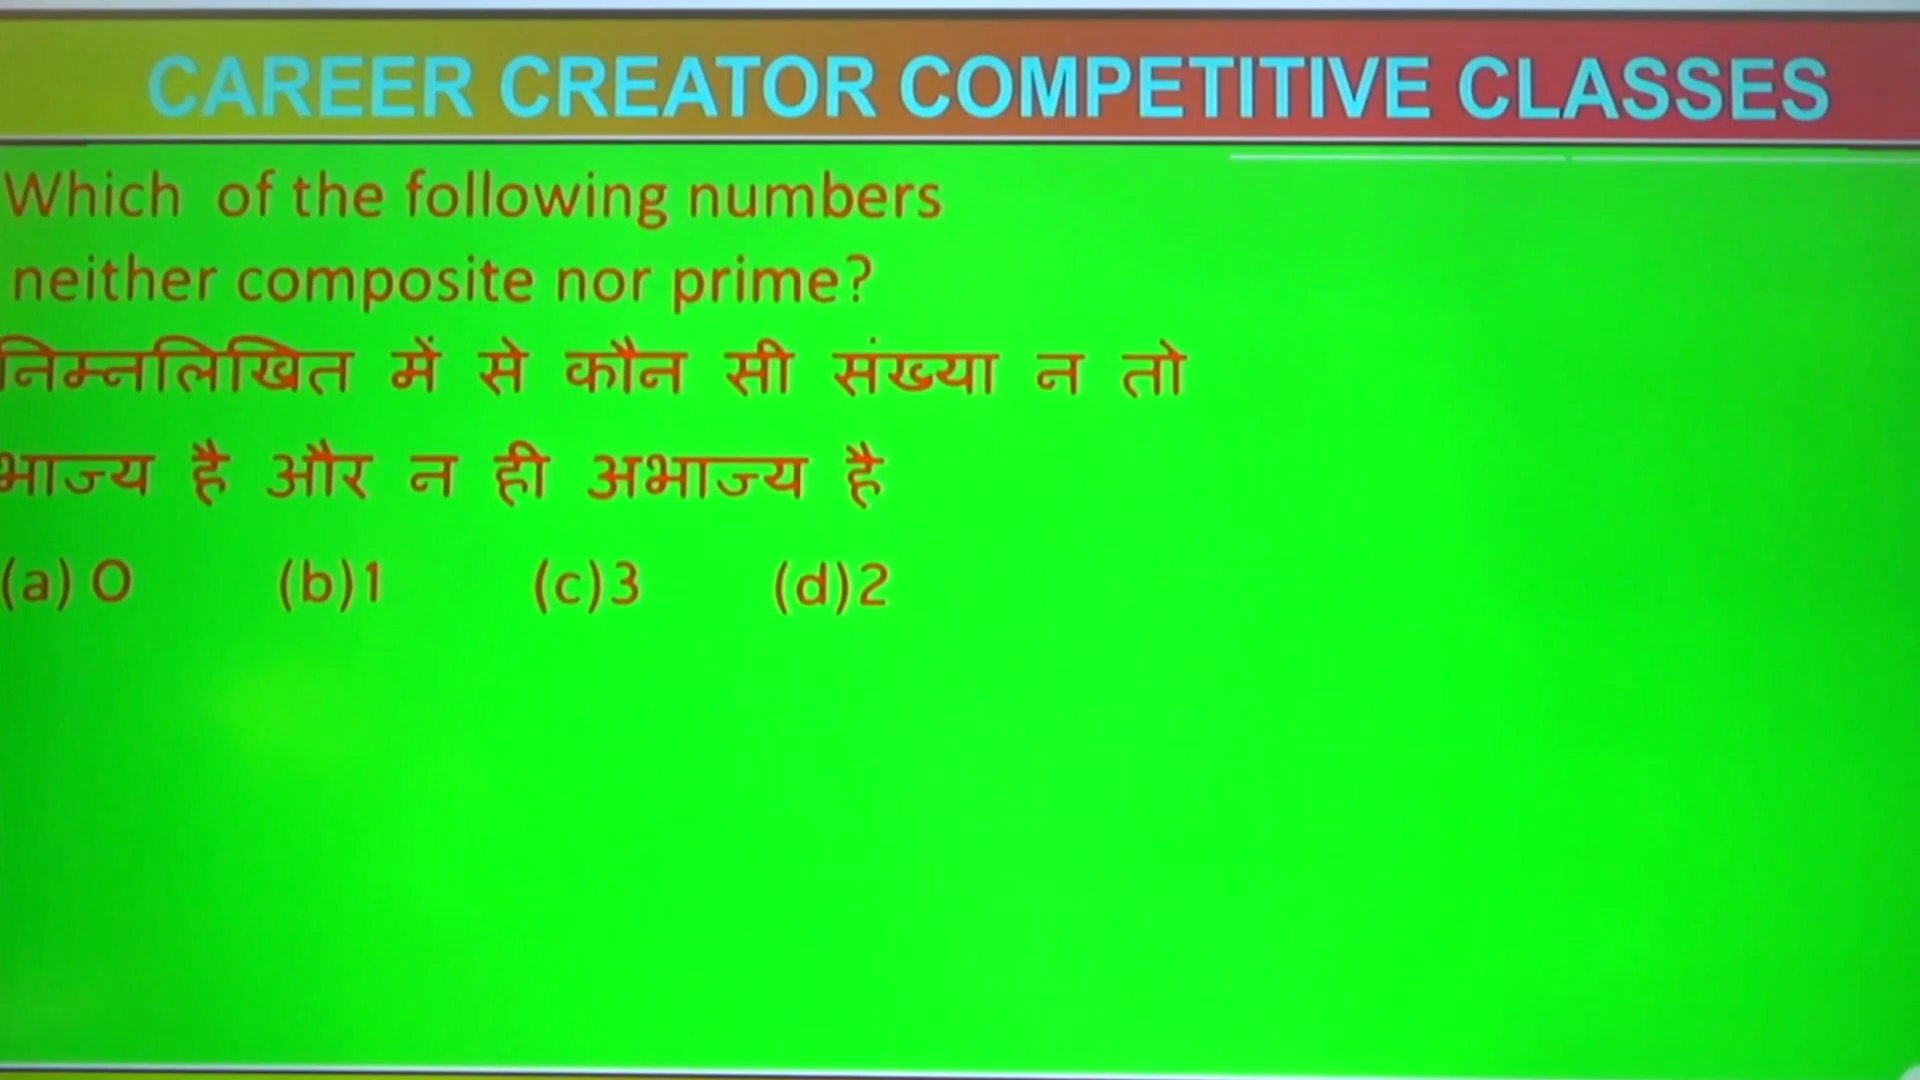 CAREER CREATOR COMPETITIVE CLASSES
Which of the following numbers
neither composite nor prime?
निम्नलिखित में से कौन सी संख्या न तो
भाज्य है और न ही अभाज्य है
(a) 0 (b)1 (c)3 (d)2